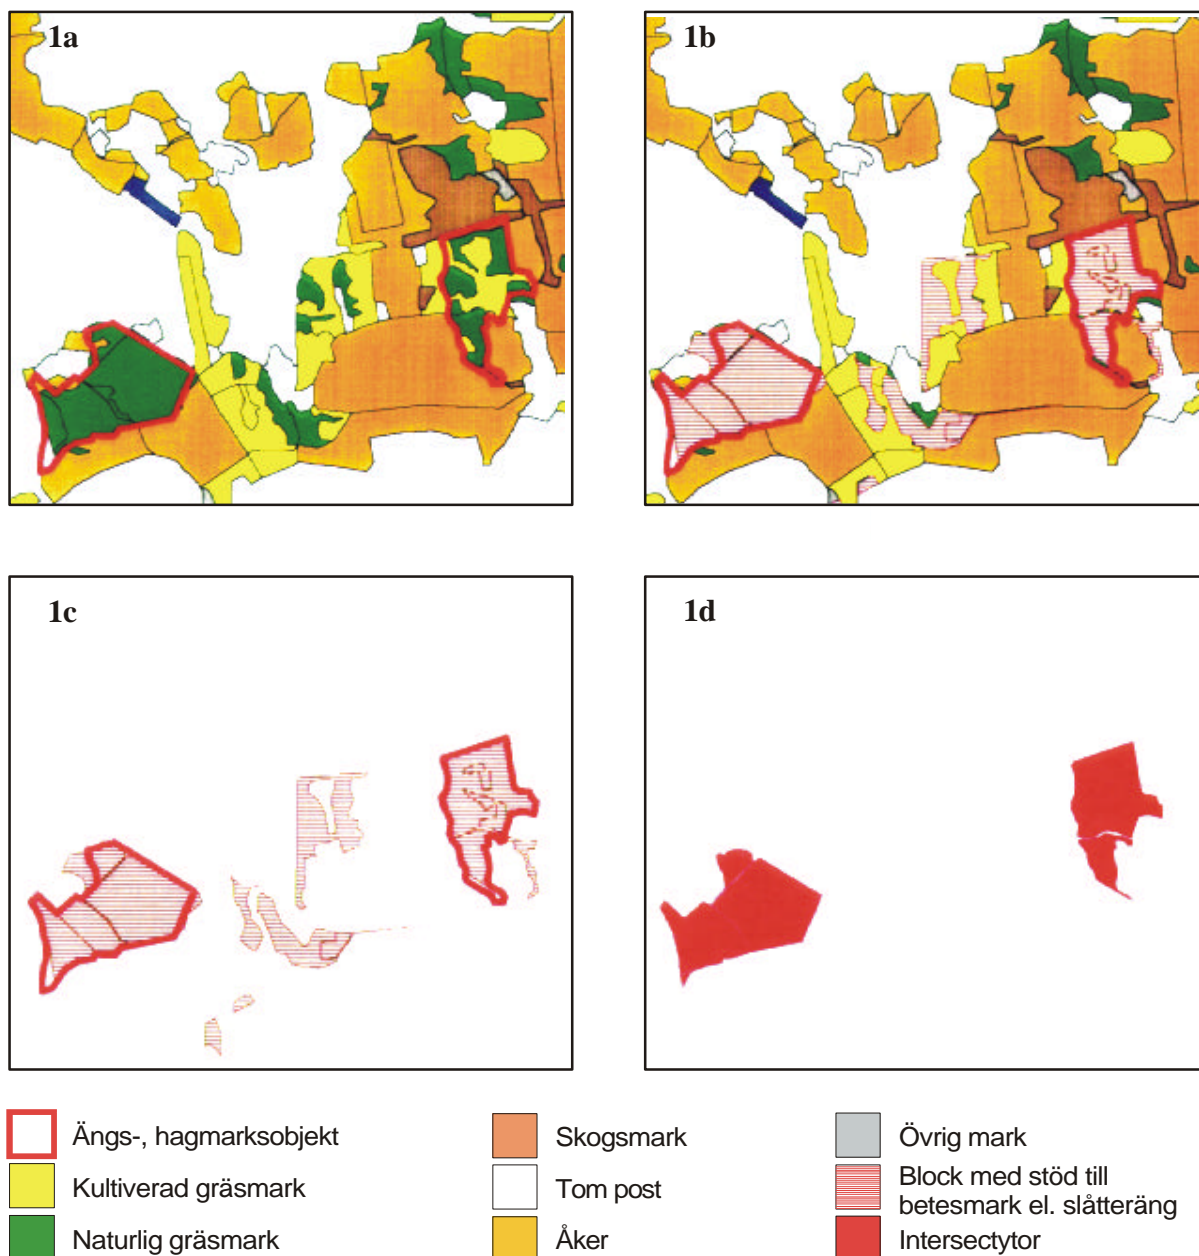 1a
1b
1c
1d
Ängs-, hagmarksobjekt
Kultiverad gräsmark
Naturlig gräsmark
Skogsmark
Tom post
Åker
Övrig mark
Block med stöd till
betesmark el. slåtteräng
Intersectytor